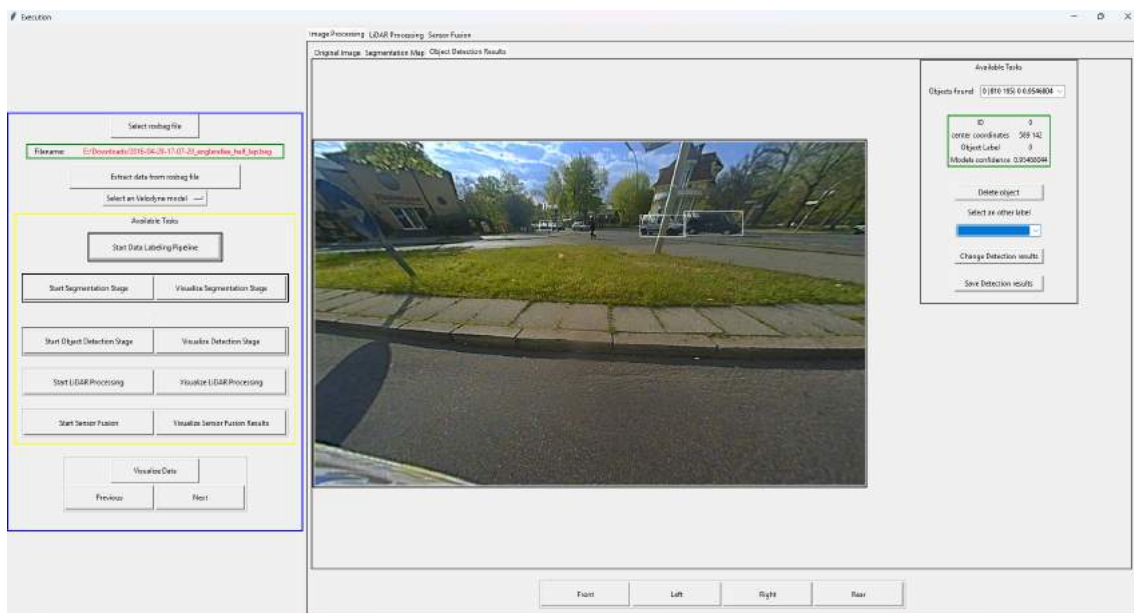 Execution
Image Processing LiDAR Processing Sensor Fusion
Original Image Segmentation Map Object Detection Results
Select rosbag file
Filename:
Extract data from rosbag file
Select an Velodyne model
Available Tasks
Start Data Labeling Pipeline
Start Segmentation Stage Visualize Segmentation Stage
Start Object Detection Stage Visualize Detection Stage
Start LiDAR Processing Visualize LiDAR Processing
Start Sensor Fusion Visualize Sensor Fusion Results
Visualize Data
Previous Next
Available Tasks
Objects found
ID 0
center coordinates 589 142
Object Label
Models confidence
Delete object
Select an other label
Change Detection results
Save Detection results
Front Left Right Rear